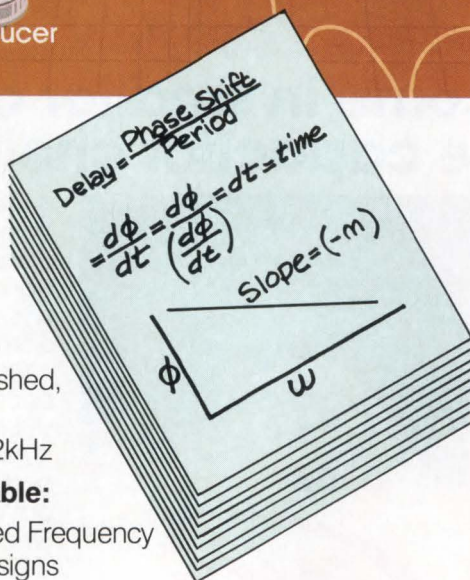 ucer
Delay = Phase Shift / Period
= dϕ/dt = dϕ/(dϕ/dt) = dt = time
Slope = (-m)
ϕ
ω
shed,
2kHz
ble:
ed Frequency
signs